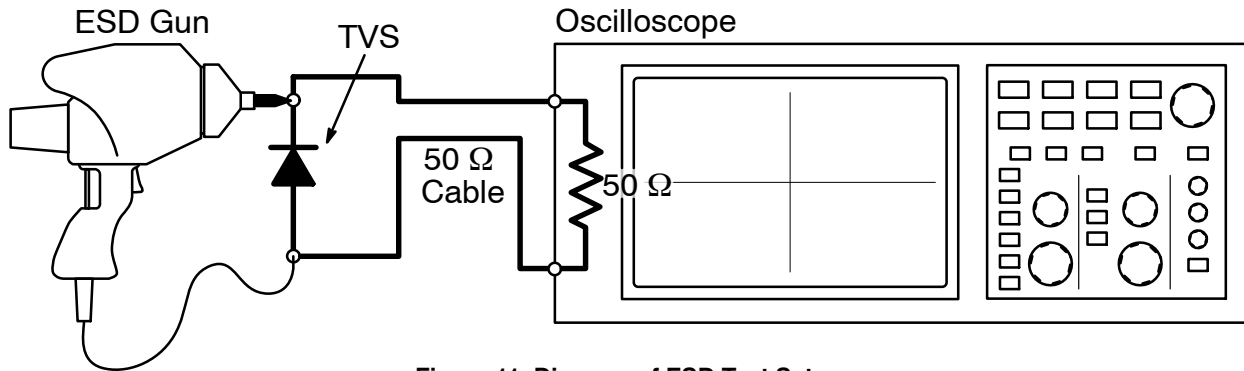 ESD Gun
TVS
Oscilloscope
50 Ω
Cable
50 Ω